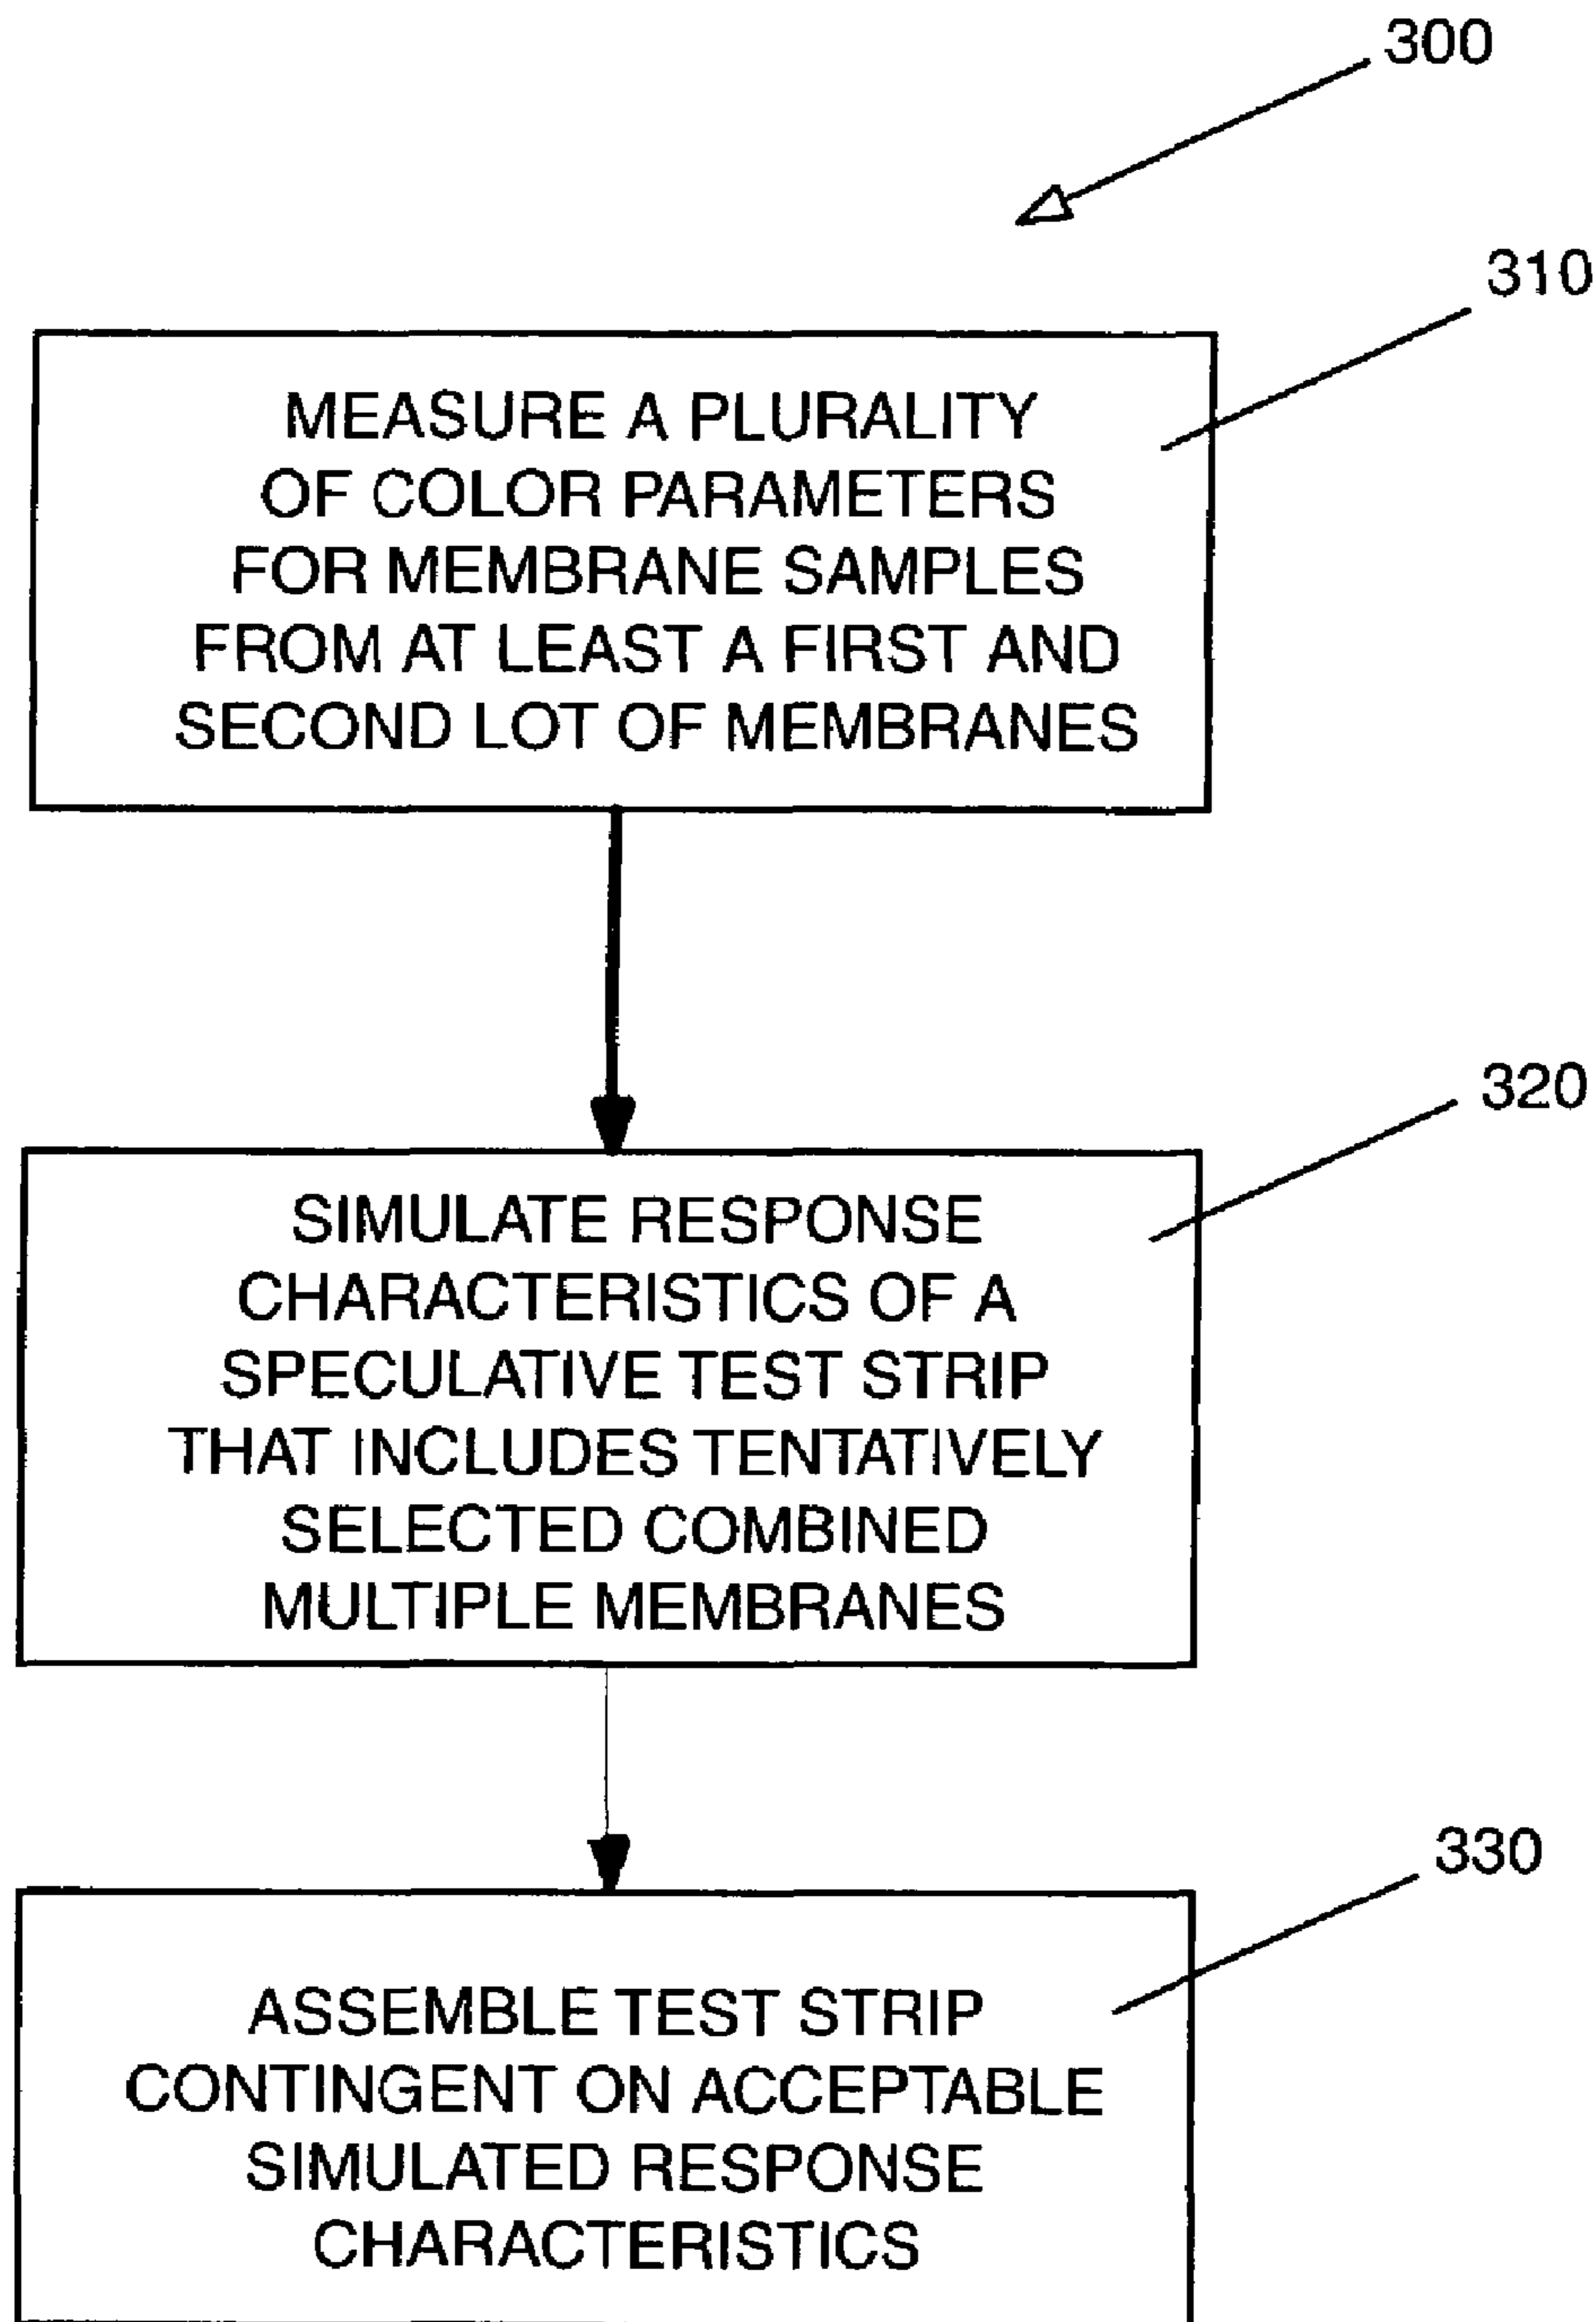 300
310
MEASURE A PLURALITY
OF COLOR PARAMETERS
FOR MEMBRANE SAMPLES
FROM AT LEAST A FIRST AND
SECOND LOT OF MEMBRANES
320
SIMULATE RESPONSE
CHARACTERISTICS OF A
SPECULATIVE TEST STRIP
THAT INCLUDES TENTATIVELY
SELECTED COMBINED
MULTIPLE MEMBRANES
330
ASSEMBLE TEST STRIP
CONTINGENT ON ACCEPTABLE
SIMULATED RESPONSE
CHARACTERISTICS